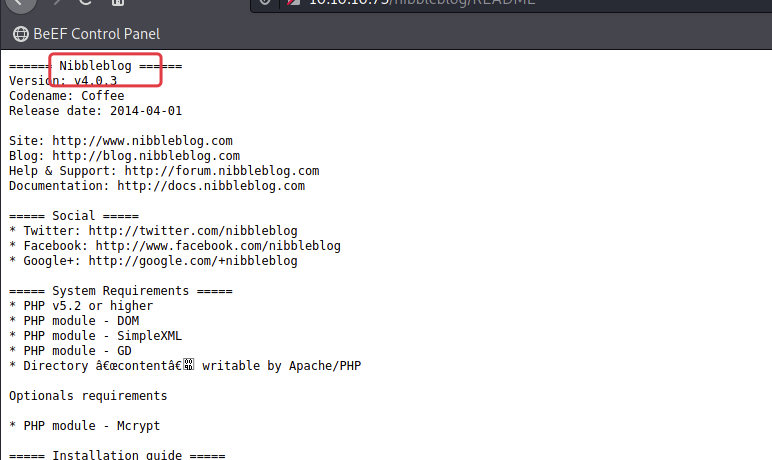 10.10.10.75/nibbleblog/README
BeEF Control Panel
====== Nibbleblog ======
Version: v4.0.3
Codename: Coffee
Release date: 2014-04-01
Site: http://www.nibbleblog.com
Blog: http://blog.nibbleblog.com
Help & Support: http://forum.nibbleblog.com
Documentation: http://docs.nibbleblog.com
===== Social =====
* Twitter: http://twitter.com/nibbleblog
* Facebook: http://www.facebook.com/nibbleblog
* Google+: http://google.com/+nibbleblog
===== System Requirements =====
* PHP v5.2 or higher
* PHP module - DOM
* PHP module - SimpleXML
* PHP module - GD
* Directory “content†writable by Apache/PHP
Optionals requirements
* PHP module - Mcrypt
===== Installation guide =====